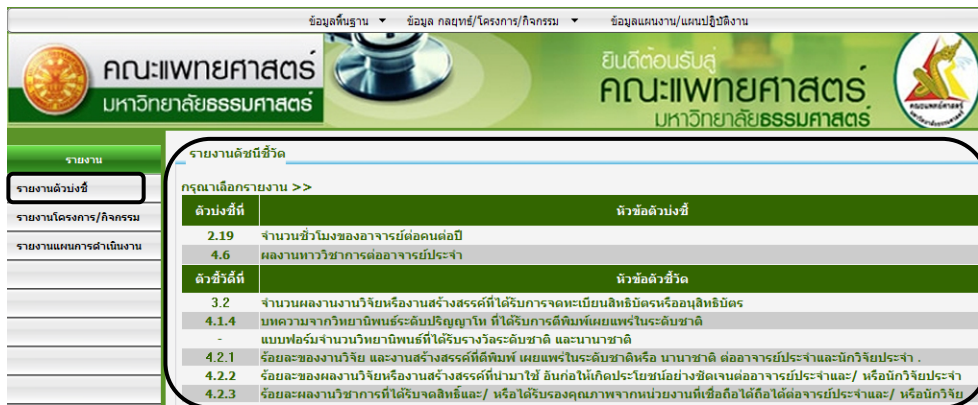 ข้อมูลพื้นฐาน ข้อมูล กลยุทธ์/โครงการ/กิจกรรม ข้อมูลแผนงาน/แผนปฏิบัติงาน
คณะแพทยศาสตร์
มหาวิทยาลัยธรรมศาสตร์
ยินดีต้อนรับสู่
คณะแพทยศาสตร์
มหาวิทยาลัยธรรมศาสตร์
รายงาน
รายงานตัวบ่งชี้
รายงานโครงการ/กิจกรรม
รายงานแผนการดำเนินงาน
รายงานดัชนีชี้วัด
กรุณาเลือกรายงาน >>
ตัวบ่งชี้ที่ หัวข้อตัวบ่งชี้
2.19 จำนวนชั่วโมงของอาจารย์ต่อคนต่อปี
4.6 ผลงานทาววิชาการต่ออาจารย์ประจำ
ตัวชี้วัดี้ที่ หัวข้อตัวชี้วัด
3.2 จำนวนผลงานงานวิจัยหรืองานสร้างสรรค์ที่ได้รับการจดทะเบียนสิทธิบัตรหรืออนุสิทธิบัตร
4.1.4 บทความจากวิทยานิพนธ์ระดับปริญญาโท ที่ได้รับการตีพิมพ์เผยแพร่ในระดับชาติ
- แบบฟอร์มจำนวนวิทยานิพนธ์ที่ได้รับรางวัลระดับชาติ และนานาชาติ
4.2.1 ร้อยละของงานวิจัย และงานสร้างสรรค์ที่ตีพิมพ์ เผยแพร่ในระดับชาติหรือ นานาชาติ ต่ออาจารย์ประจำและนักวิจัยประจำ .
4.2.2 ร้อยละของผลงานวิจัยหรืองานสร้างสรรค์ที่นำมาใช้ อันก่อให้เกิดประโยชน์อย่างชัดเจนต่ออาจารย์ประจำและ/ หรือนักวิจัยประจำ
4.2.3 ร้อยละผลงานวิชาการที่ได้รับจดสิทธิ์และ/ หรือได้รับรองคุณภาพจากหน่วยงานที่เชื่อถือได้ถือได้ต่อจารย์ประจำและ/ หรือนักวิจัย